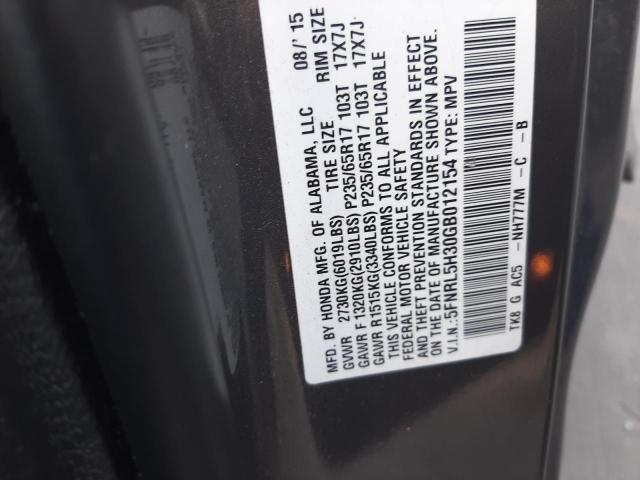 MFD. BY HONDA MFG. OF ALABAMA, LLC 08/'15
GVWR 2730KG(6019LBS) TIRE SIZE RIM SIZE
GAWR F 1320KG(2910LBS) P235/65R17 103T 17X7J
GAWR R1515KG(3340LBS) P235/65R17 103T 17X7J
THIS VEHICLE CONFORMS TO ALL APPLICABLE
FEDERAL MOTOR VEHICLE SAFETY
AND THEFT PREVENTION STANDARDS IN EFFECT
ON THE DATE OF MANUFACTURE SHOWN ABOVE.
V.I.N.:5FNRL5H30GB012154 TYPE: MPV
TK8 G AC5 -NH777M -C -B